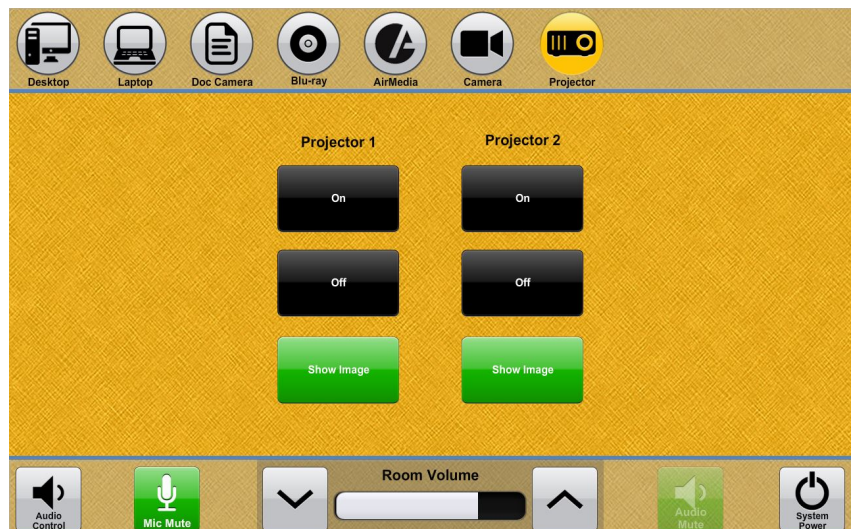 Desktop
Laptop
Doc Camera
Blu-ray
AirMedia
Camera
Projector
Projector 1
Projector 2
On
On
Off
Off
Show Image
Show Image
Room Volume
Audio
Control
Mic Mute
Audio
Mute
System
Power